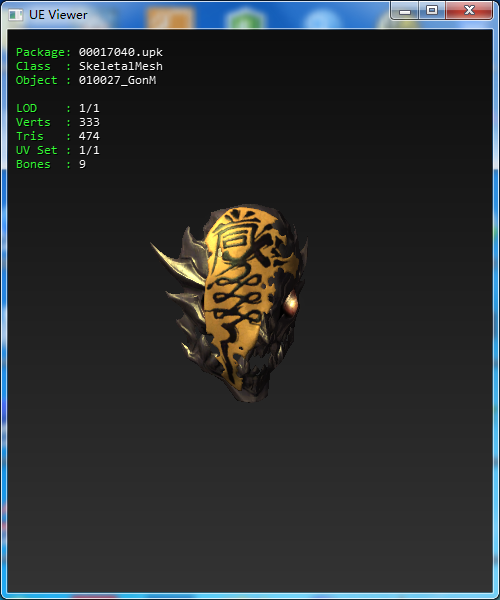 UE Viewer
Package: 00017040.upk
Class : SkeletalMesh
Object : 010027_GonM
LOD : 1/1
Verts : 333
Tris : 474
UV Set : 1/1
Bones : 9